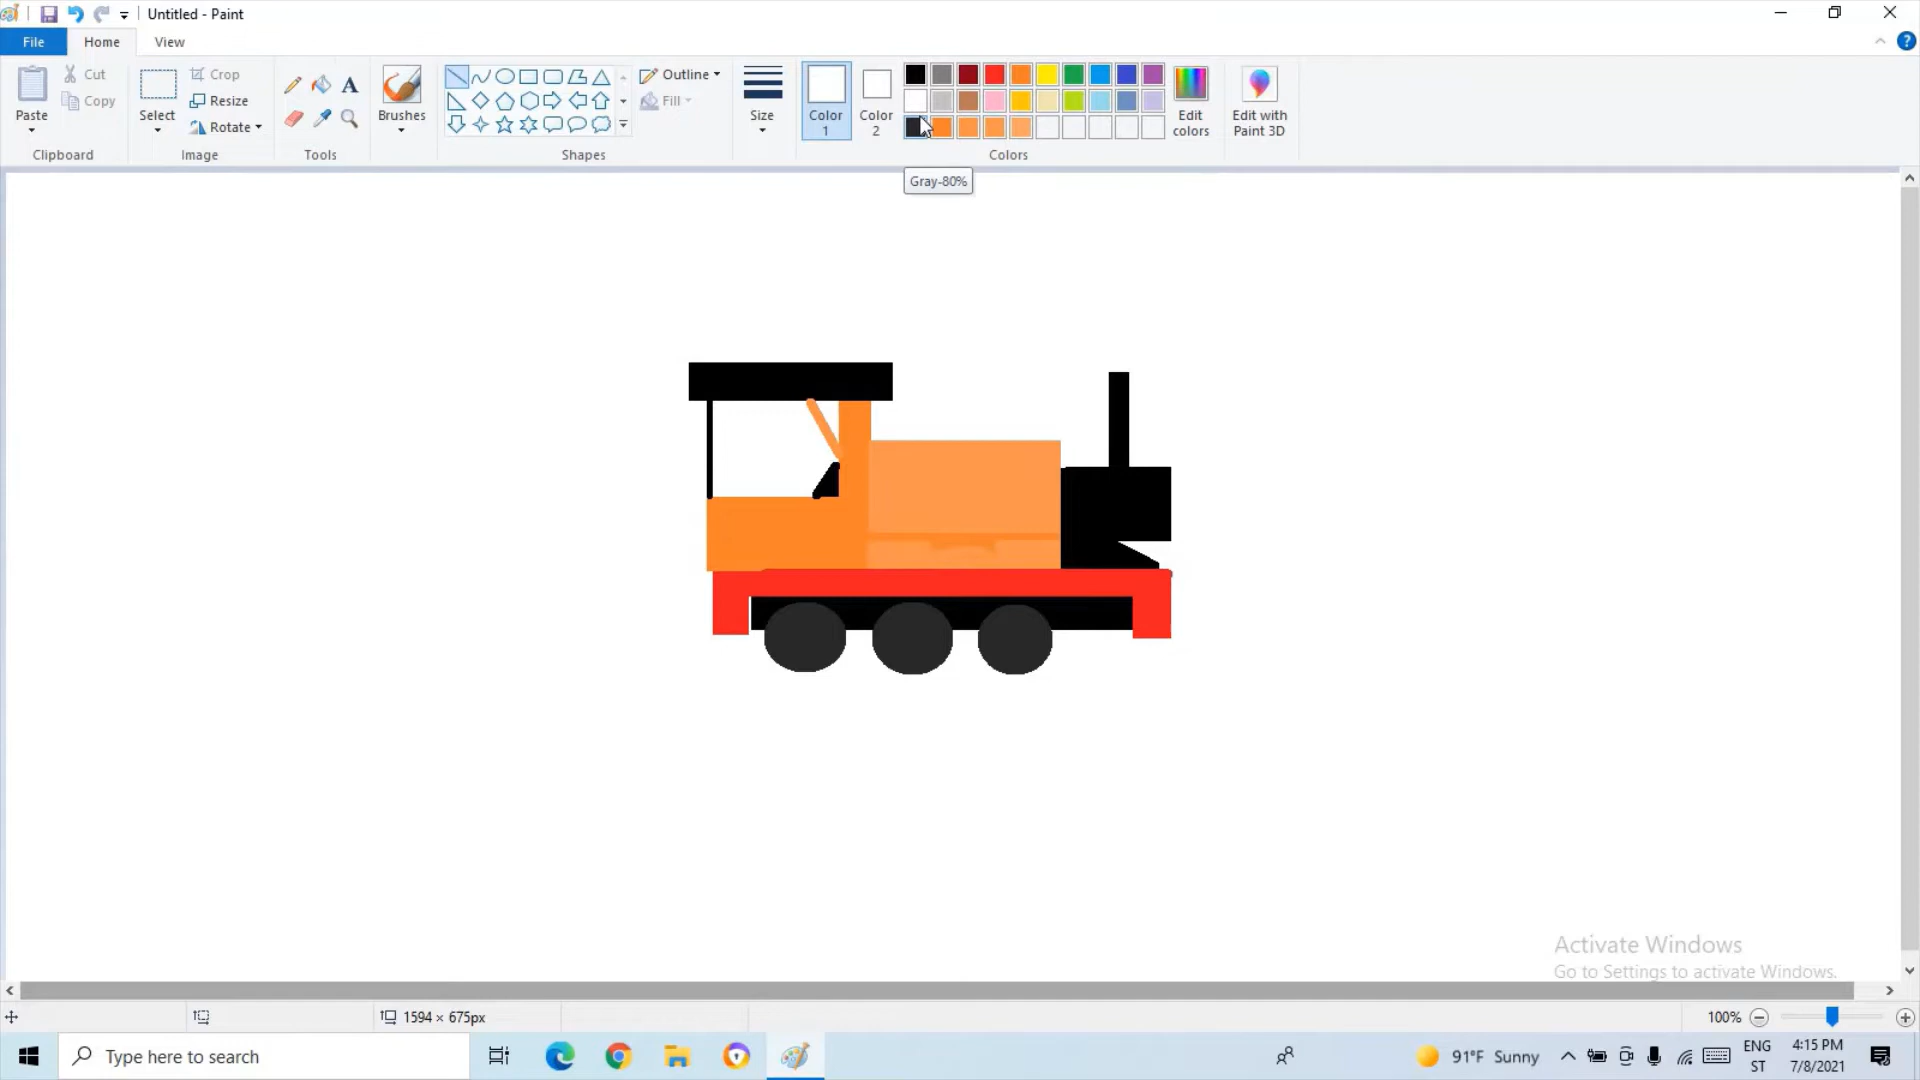 Untitled - Paint
File Home View
Paste
Cut
Copy
Clipboard
Select
Crop
Resize
Rotate
Image
A
Tools
Brushes
Outline
Fill
Shapes
Size
Color 1
Color 2
Colors
Edit colors
Edit with Paint 3D
Gray-80%
Activate Windows
Go to Settings to activate Windows.
1594 × 675px
100%
Type here to search
91°F Sunny
ENG
ST
4:15 PM
7/8/2021